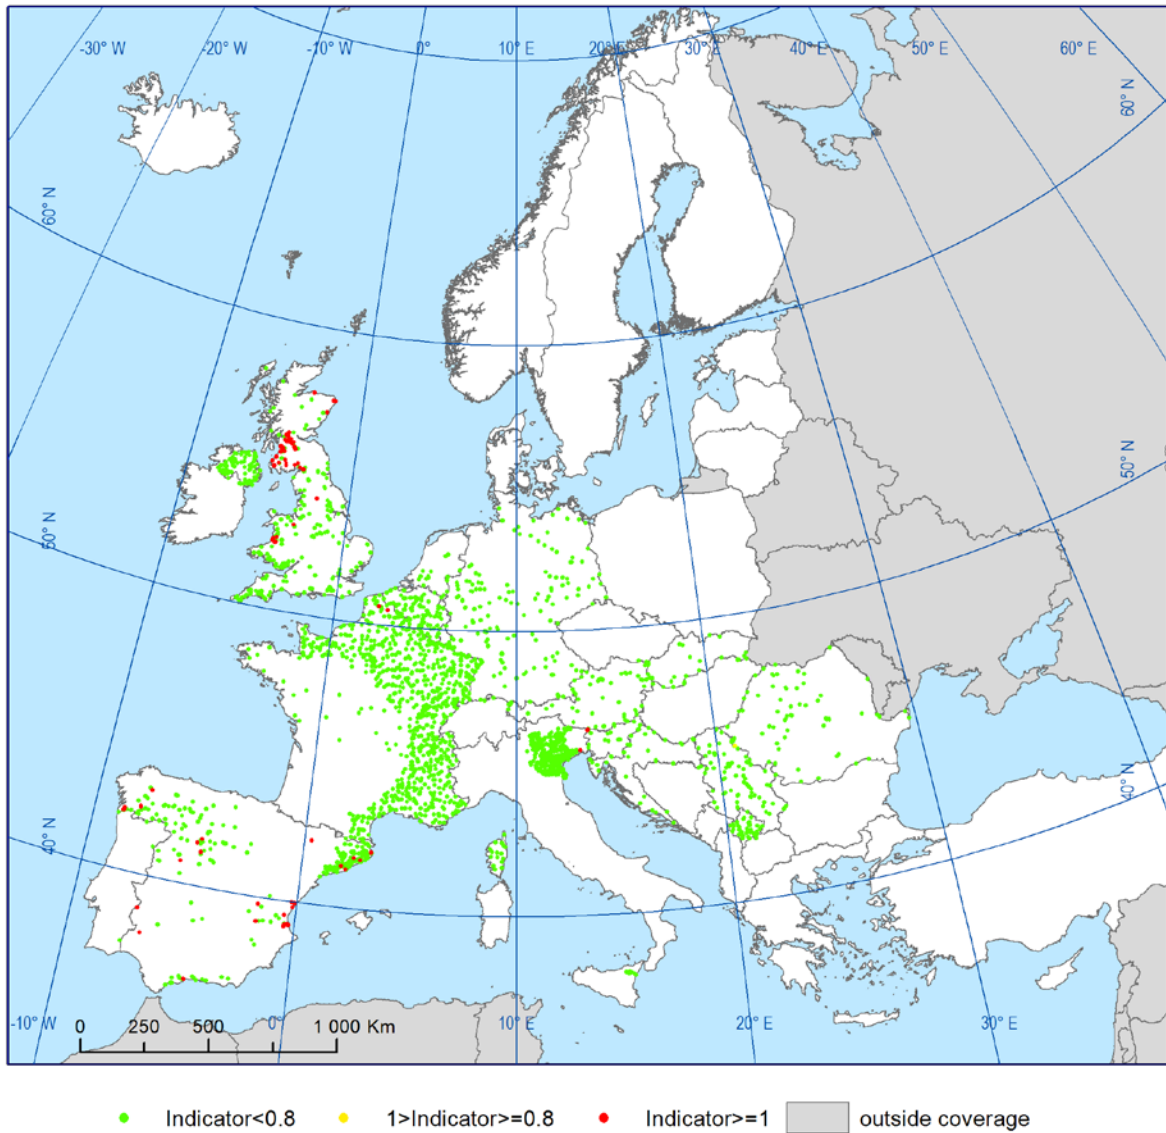 -30° W -20° W -10° W 0° 10° E 20° E 30° E 40° E 50° E 60° E
60° N
60° N
50° N
50° N
40° N
40° N
-10° W 0° 10° E 20° E 30° E
0 250 500 1 000 Km
Indicator<0.8 1>Indicator>=0.8 Indicator>=1 outside coverage